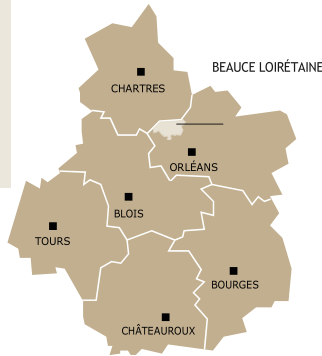 BEAUCE LOIRÉTAINE
CHARTRES
ORLÉANS
BLOIS
TOURS
BOURGES
CHÂTEAUROUX